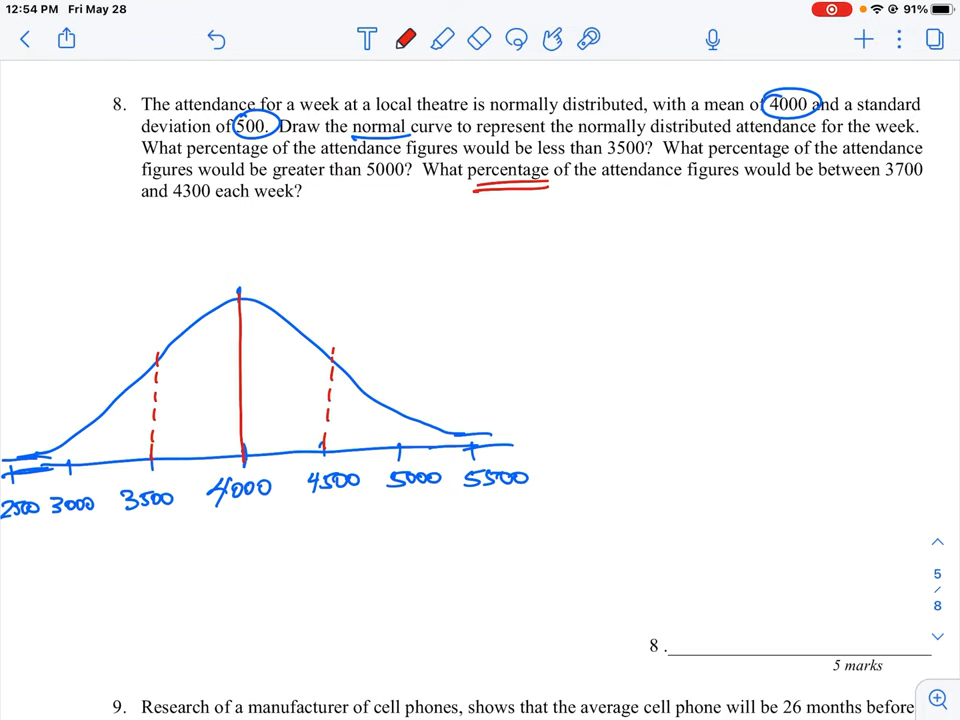 12:54 PM Fri May 28
91%
8. The attendance for a week at a local theatre is normally distributed, with a mean of 4000 and a standard
deviation of 500. Draw the normal curve to represent the normally distributed attendance for the week.
What percentage of the attendance figures would be less than 3500? What percentage of the attendance
figures would be greater than 5000? What percentage of the attendance figures would be between 3700
and 4300 each week?
2500 3000 3500 4000 4500 5000 5500
5
/
8
8 .
5 marks
9. Research of a manufacturer of cell phones, shows that the average cell phone will be 26 months before